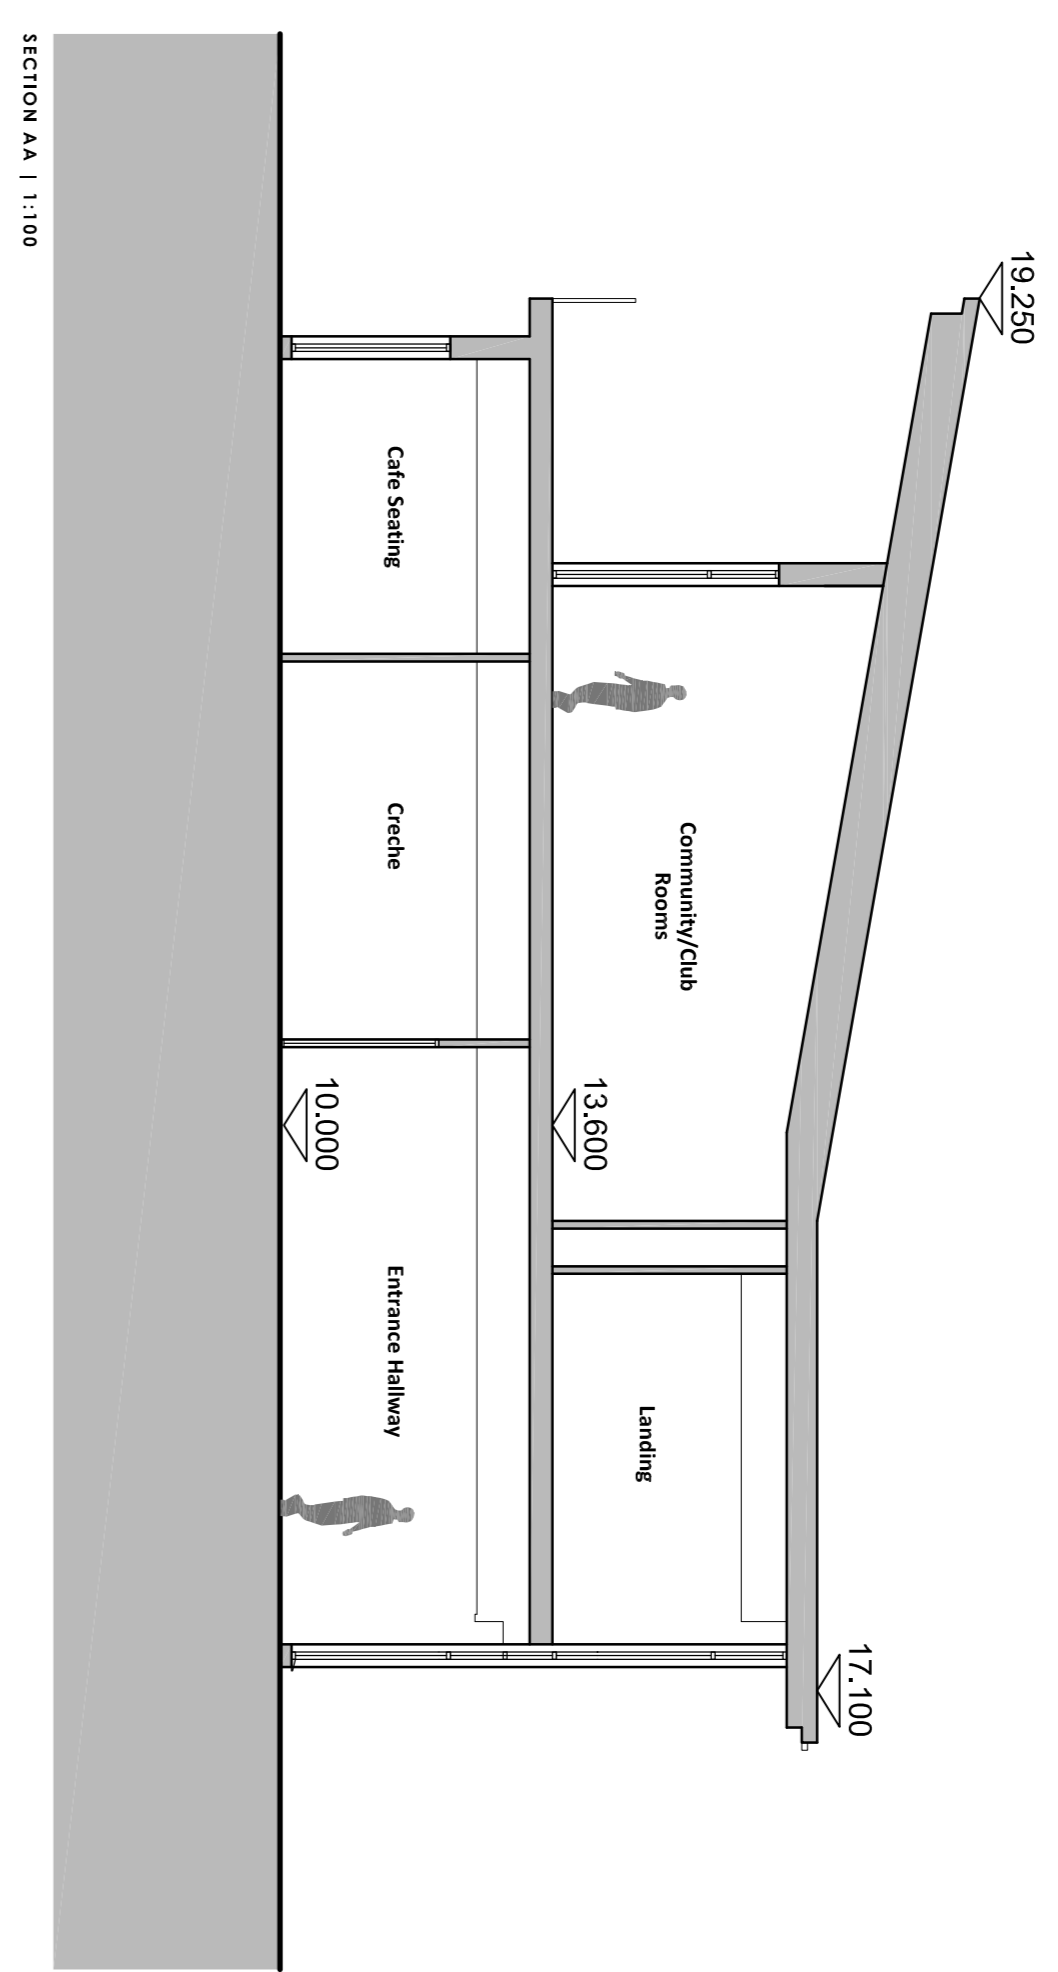 19.250
17.100
Community/Club
Rooms
Landing
13.600
Cafe Seating
Creche
Entrance Hallway
10.000
SECTION AA | 1:100